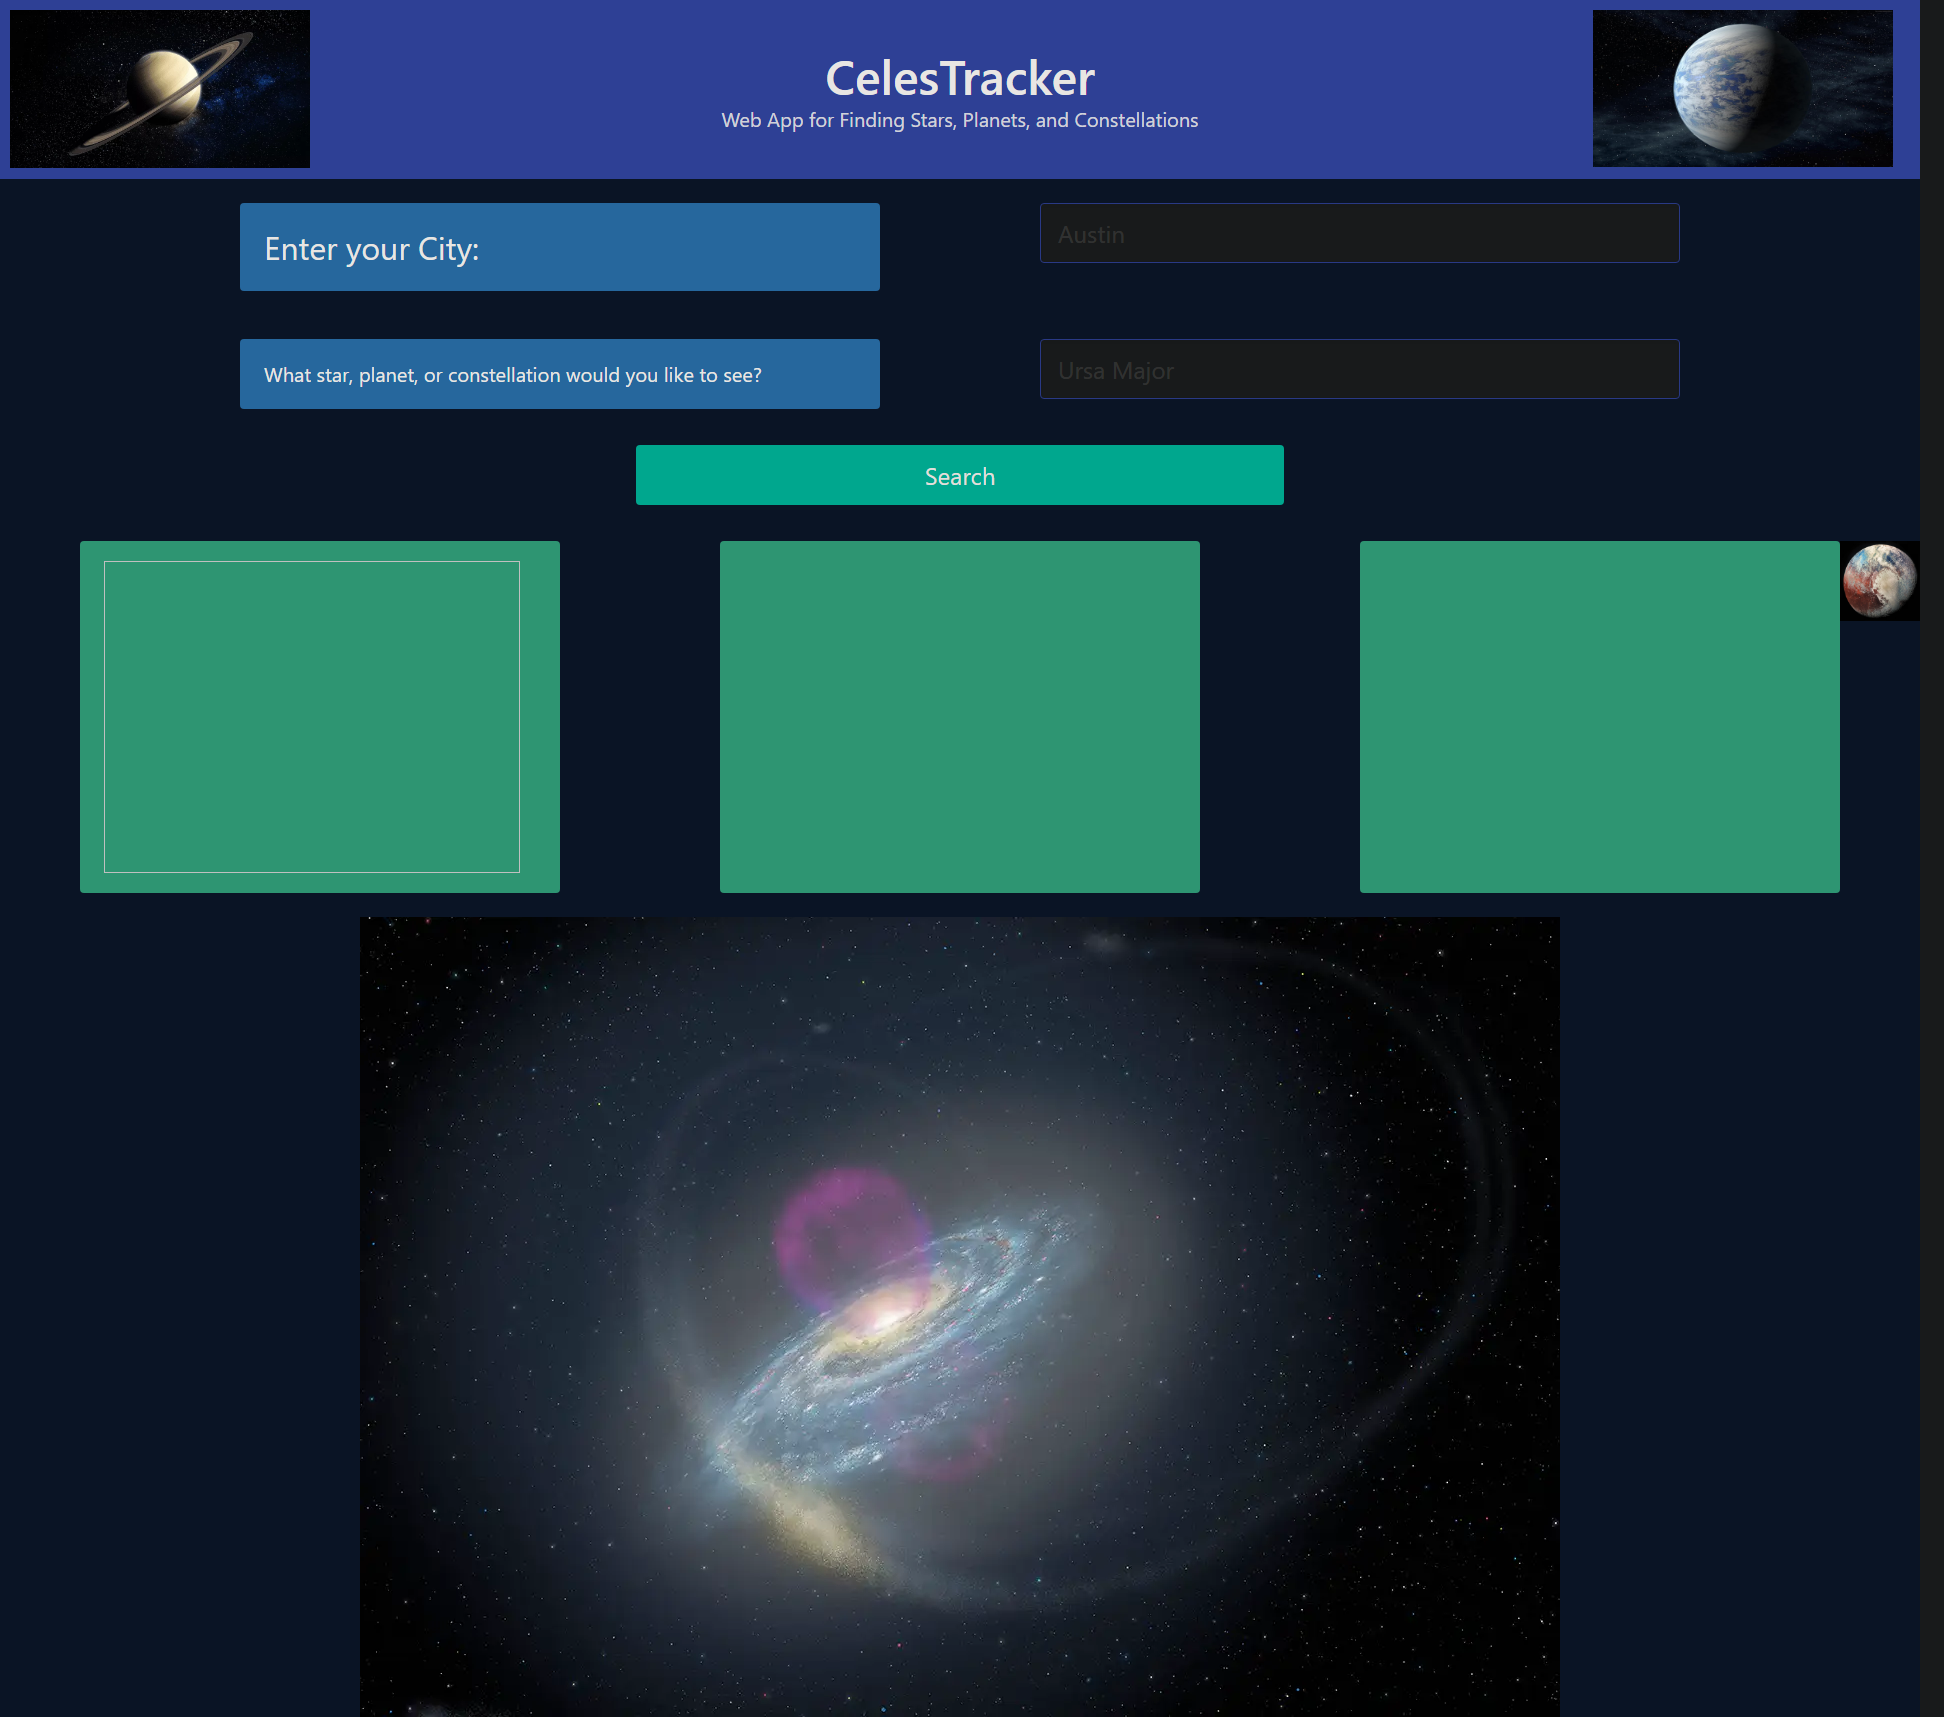 CelesTracker
Web App for Finding Stars, Planets, and Constellations
Enter your City:
Austin
What star, planet, or constellation would you like to see?
Ursa Major
Search